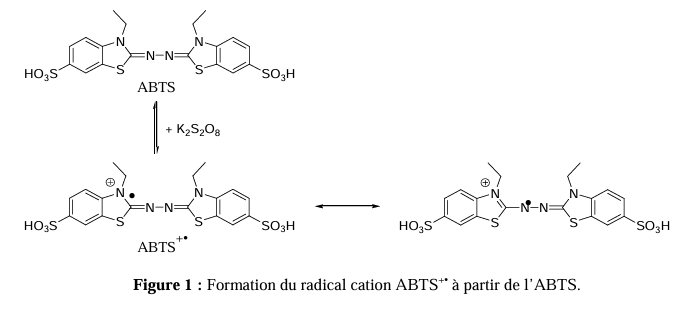 N N
N N
S S
HO₃S SO₃H
ABTS
+ K₂S₂O₈
⊕ N • N ⊕ N N
N N N• N
S S S S
HO₃S SO₃H HO₃S SO₃H
ABTS⁺•
Figure 1 : Formation du radical cation ABTS⁺• à partir de l'ABTS.